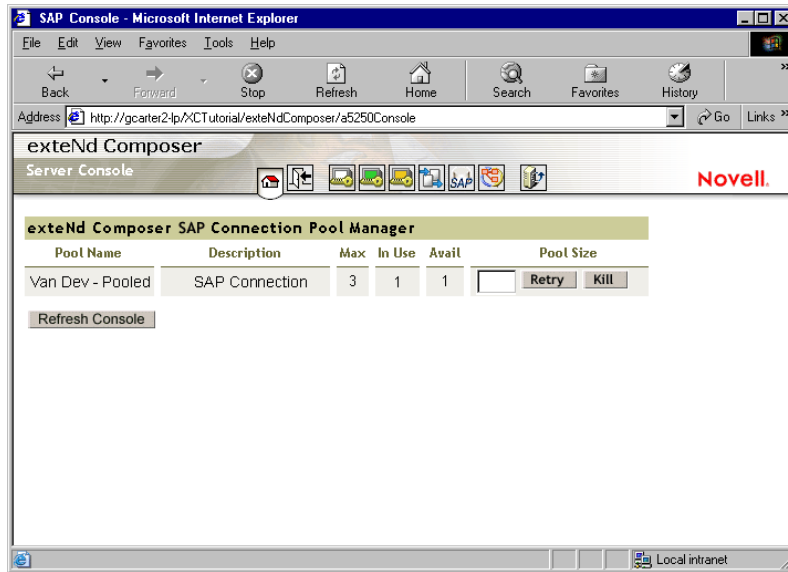 SAP Console - Microsoft Internet Explorer
File Edit View Favorites Tools Help
Back Forward Stop Refresh Home Search Favorites History »
Address http://gcarter2-lp/XCTutorial/exteNdComposer/a5250Console Go Links »
exteNd Composer
Server Console
SAP
Novell.
exteNd Composer SAP Connection Pool Manager
Pool Name Description Max In Use Avail Pool Size
Van Dev - Pooled SAP Connection 3 1 1 Retry Kill
Refresh Console
Local intranet